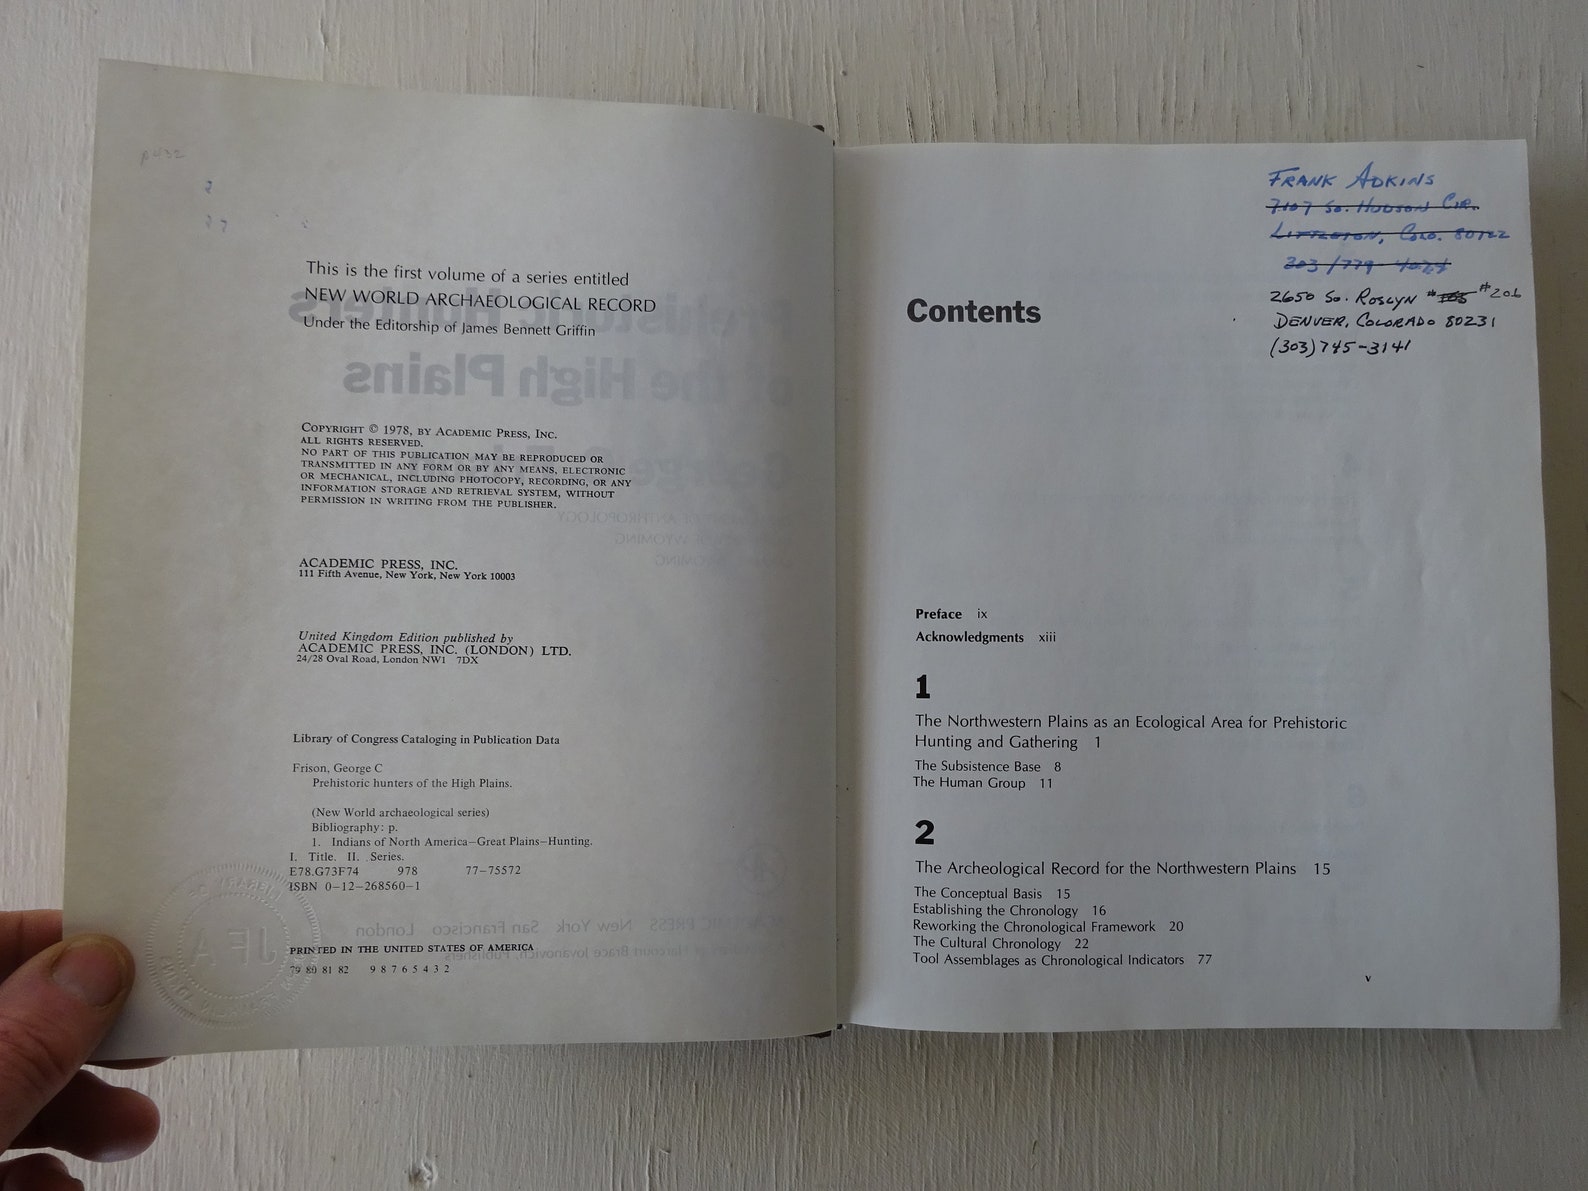 This is the first volume of a series entitled
NEW WORLD ARCHAEOLOGICAL RECORD
Under the Editorship of James Bennett Griffin
COPYRIGHT © 1978, BY ACADEMIC PRESS, INC.
ALL RIGHTS RESERVED.
NO PART OF THIS PUBLICATION MAY BE REPRODUCED OR
TRANSMITTED IN ANY FORM OR BY ANY MEANS, ELECTRONIC
OR MECHANICAL, INCLUDING PHOTOCOPY, RECORDING, OR ANY
INFORMATION STORAGE AND RETRIEVAL SYSTEM, WITHOUT
PERMISSION IN WRITING FROM THE PUBLISHER.
ACADEMIC PRESS, INC.
111 Fifth Avenue, New York, New York 10003
United Kingdom Edition published by
ACADEMIC PRESS, INC. (LONDON) LTD.
24/28 Oval Road, London NW1 7DX
Library of Congress Cataloging in Publication Data
Frison, George C
Prehistoric hunters of the High Plains.
(New World archaeological series)
Bibliography: p.
1. Indians of North America—Great Plains—Hunting.
I. Title. II. Series.
E78.G73F74 978 77-75572
ISBN 0-12-268560-1
PRINTED IN THE UNITED STATES OF AMERICA
79 80 81 82 9 8 7 6 5 4 3 2
JFA
FRANK ADKINS
7107 SO. HUDSON CIR.
LITTLETON, COLO. 80122
2650 SO. ROSLYN #201
DENVER, COLORADO 80231
(303) 745-3141
Contents
Preface ix
Acknowledgments xiii
1
The Northwestern Plains as an Ecological Area for Prehistoric
Hunting and Gathering 1
The Subsistence Base 8
The Human Group 11
2
The Archeological Record for the Northwestern Plains 15
The Conceptual Basis 15
Establishing the Chronology 16
Reworking the Chronological Framework 20
The Cultural Chronology 22
Tool Assemblages as Chronological Indicators 77
v